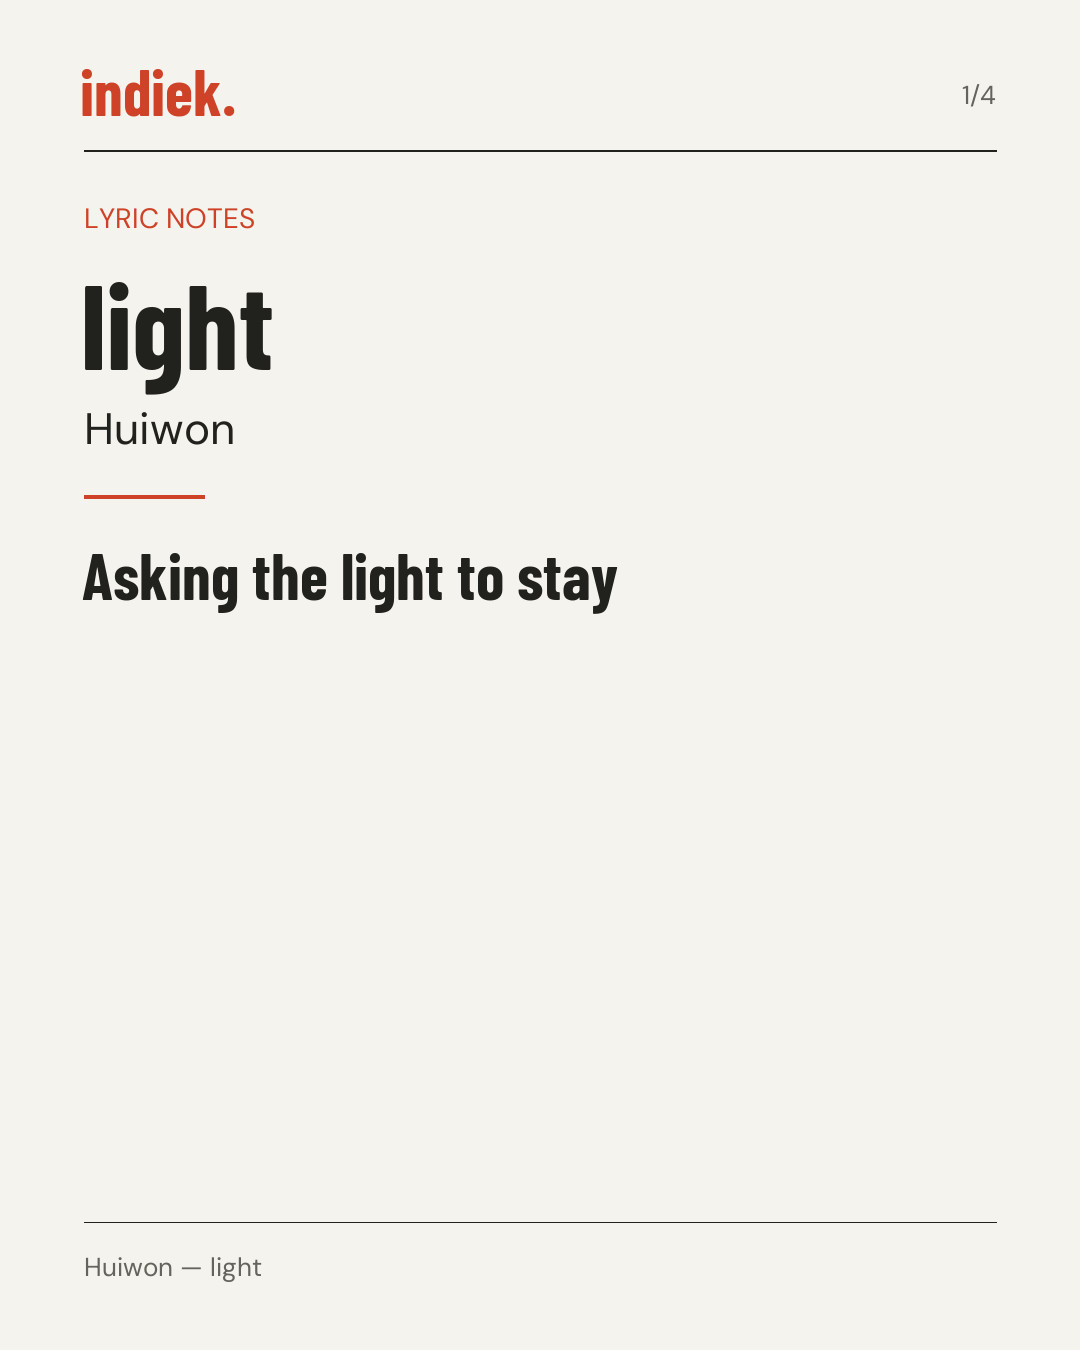 indiek.
1/4
LYRIC NOTES
light
Huiwon
Asking the light to stay
Huiwon — light